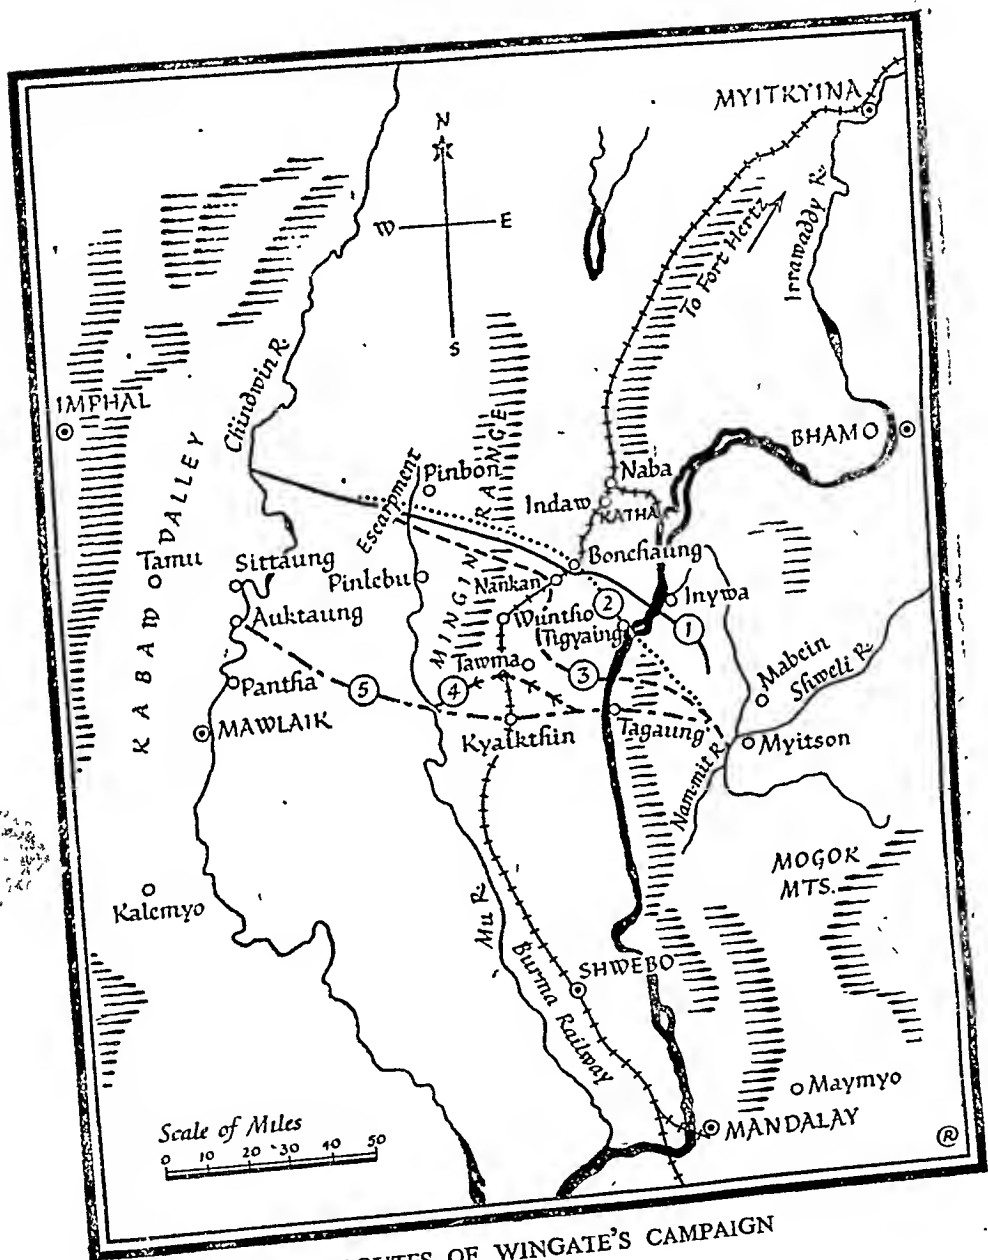 MYITKYINA
N
W
E
S
To Fort Hertz
Irrawaddy R.
Chindwin R.
IMPHAL
BHAMO
KABAW DALLEY
Escarpment
Pinbon
MINGIN RANGE
Naba
Indaw
KATHA
Tamu
Sittaung
Pinlebu
Bonchaung
Nankan
Auktaung
Wuntho
2
Inywa
Tigyaing
1
Mabein
Shweli R.
Tawma
Pantha
5
4
3
MAWLAIK
Kyaikthin
Tagaung
Myitson
Nam-mit R.
MOGOK
MTS.
Kalemyo
Mu R.
Burma Railway
SHWEBO
Maymyo
MANDALAY
Scale of Miles
0 10 20 30 40 50
R
OF WINGATE'S CAMPAIGN